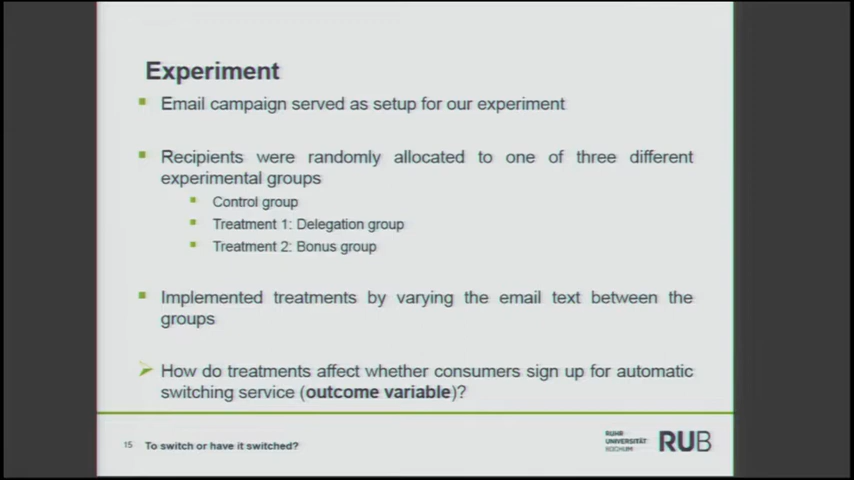 Experiment
Email campaign served as setup for our experiment
Recipients were randomly allocated to one of three different
experimental groups
Control group
Treatment 1: Delegation group
Treatment 2: Bonus group
Implemented treatments by varying the email text between the
groups
How do treatments affect whether consumers sign up for automatic
switching service (outcome variable)?
15 To switch or have it switched?
RUHR
UNIVERSITÄT
BOCHUM
RUB